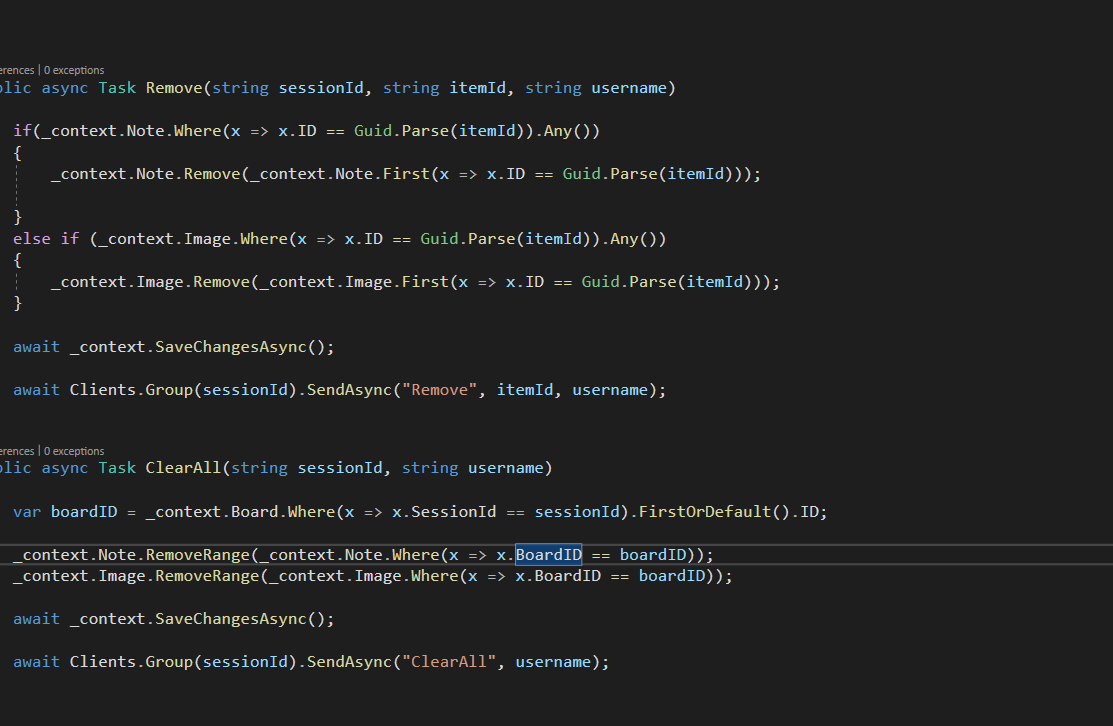 erences | 0 exceptions
blic async Task Remove(string sessionId, string itemId, string username)
if(_context.Note.Where(x => x.ID == Guid.Parse(itemId)).Any())
{
_context.Note.Remove(_context.Note.First(x => x.ID == Guid.Parse(itemId)));
}
else if (_context.Image.Where(x => x.ID == Guid.Parse(itemId)).Any())
{
_context.Image.Remove(_context.Image.First(x => x.ID == Guid.Parse(itemId)));
}
await _context.SaveChangesAsync();
await Clients.Group(sessionId).SendAsync("Remove", itemId, username);
erences | 0 exceptions
blic async Task ClearAll(string sessionId, string username)
var boardID = _context.Board.Where(x => x.SessionId == sessionId).FirstOrDefault().ID;
_context.Note.RemoveRange(_context.Note.Where(x => x.BoardID == boardID));
_context.Image.RemoveRange(_context.Image.Where(x => x.BoardID == boardID));
await _context.SaveChangesAsync();
await Clients.Group(sessionId).SendAsync("ClearAll", username);